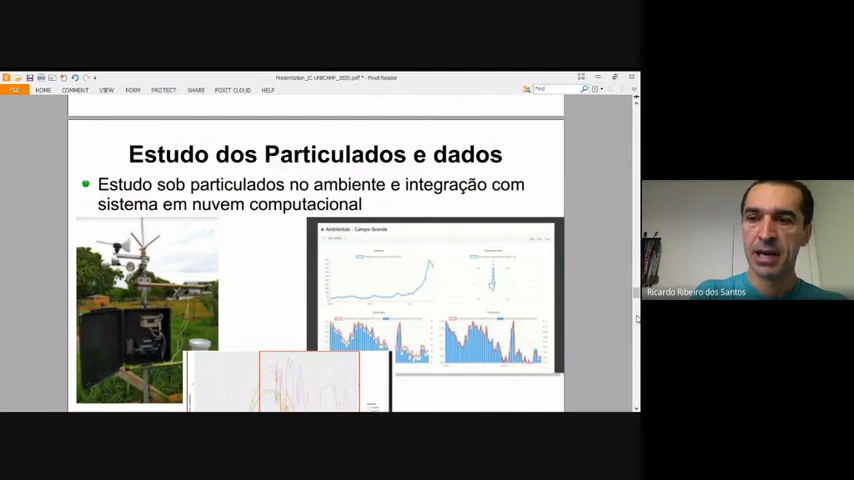 Presentation_IC-UNICAMP_2020.pdf * - Foxit Reader
FILE HOME COMMENT VIEW FORM PROTECT SHARE FOXIT CLOUD HELP
Find
Estudo dos Particulados e dados
Estudo sob particulados no ambiente e integração com
sistema em nuvem computacional
Ambientais - Campo Grande
Ricardo Ribeiro dos Santos